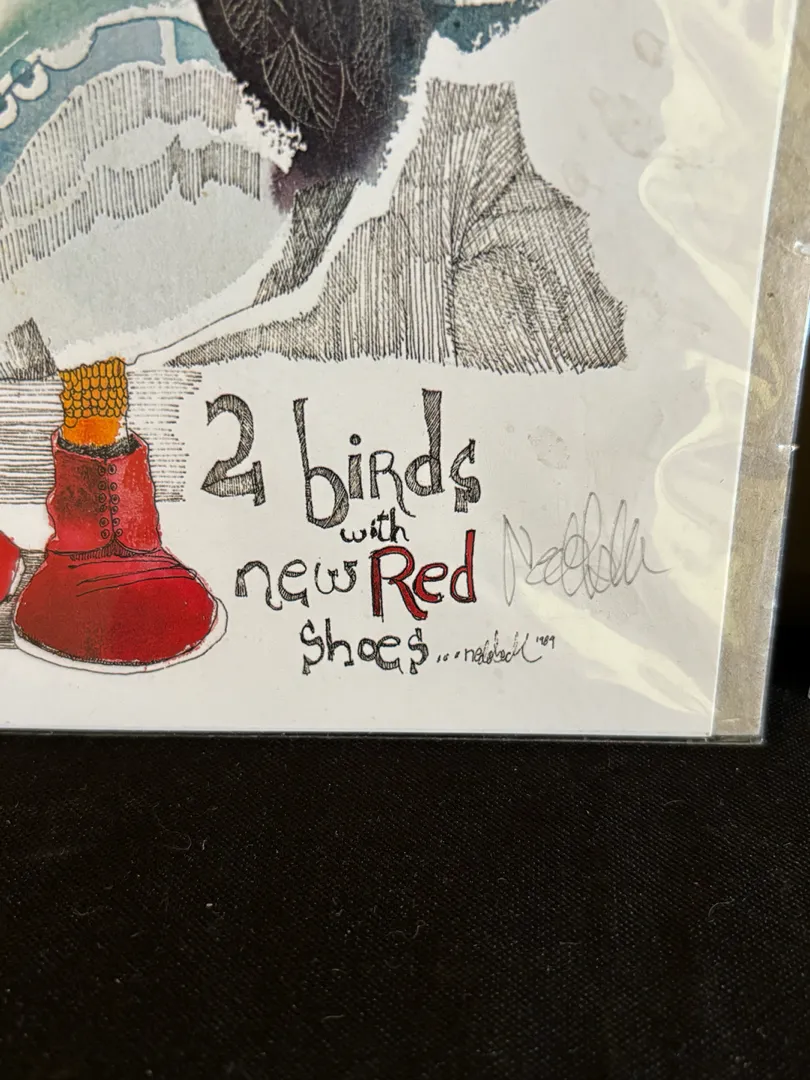 2 birds
with
new Red
shoes...